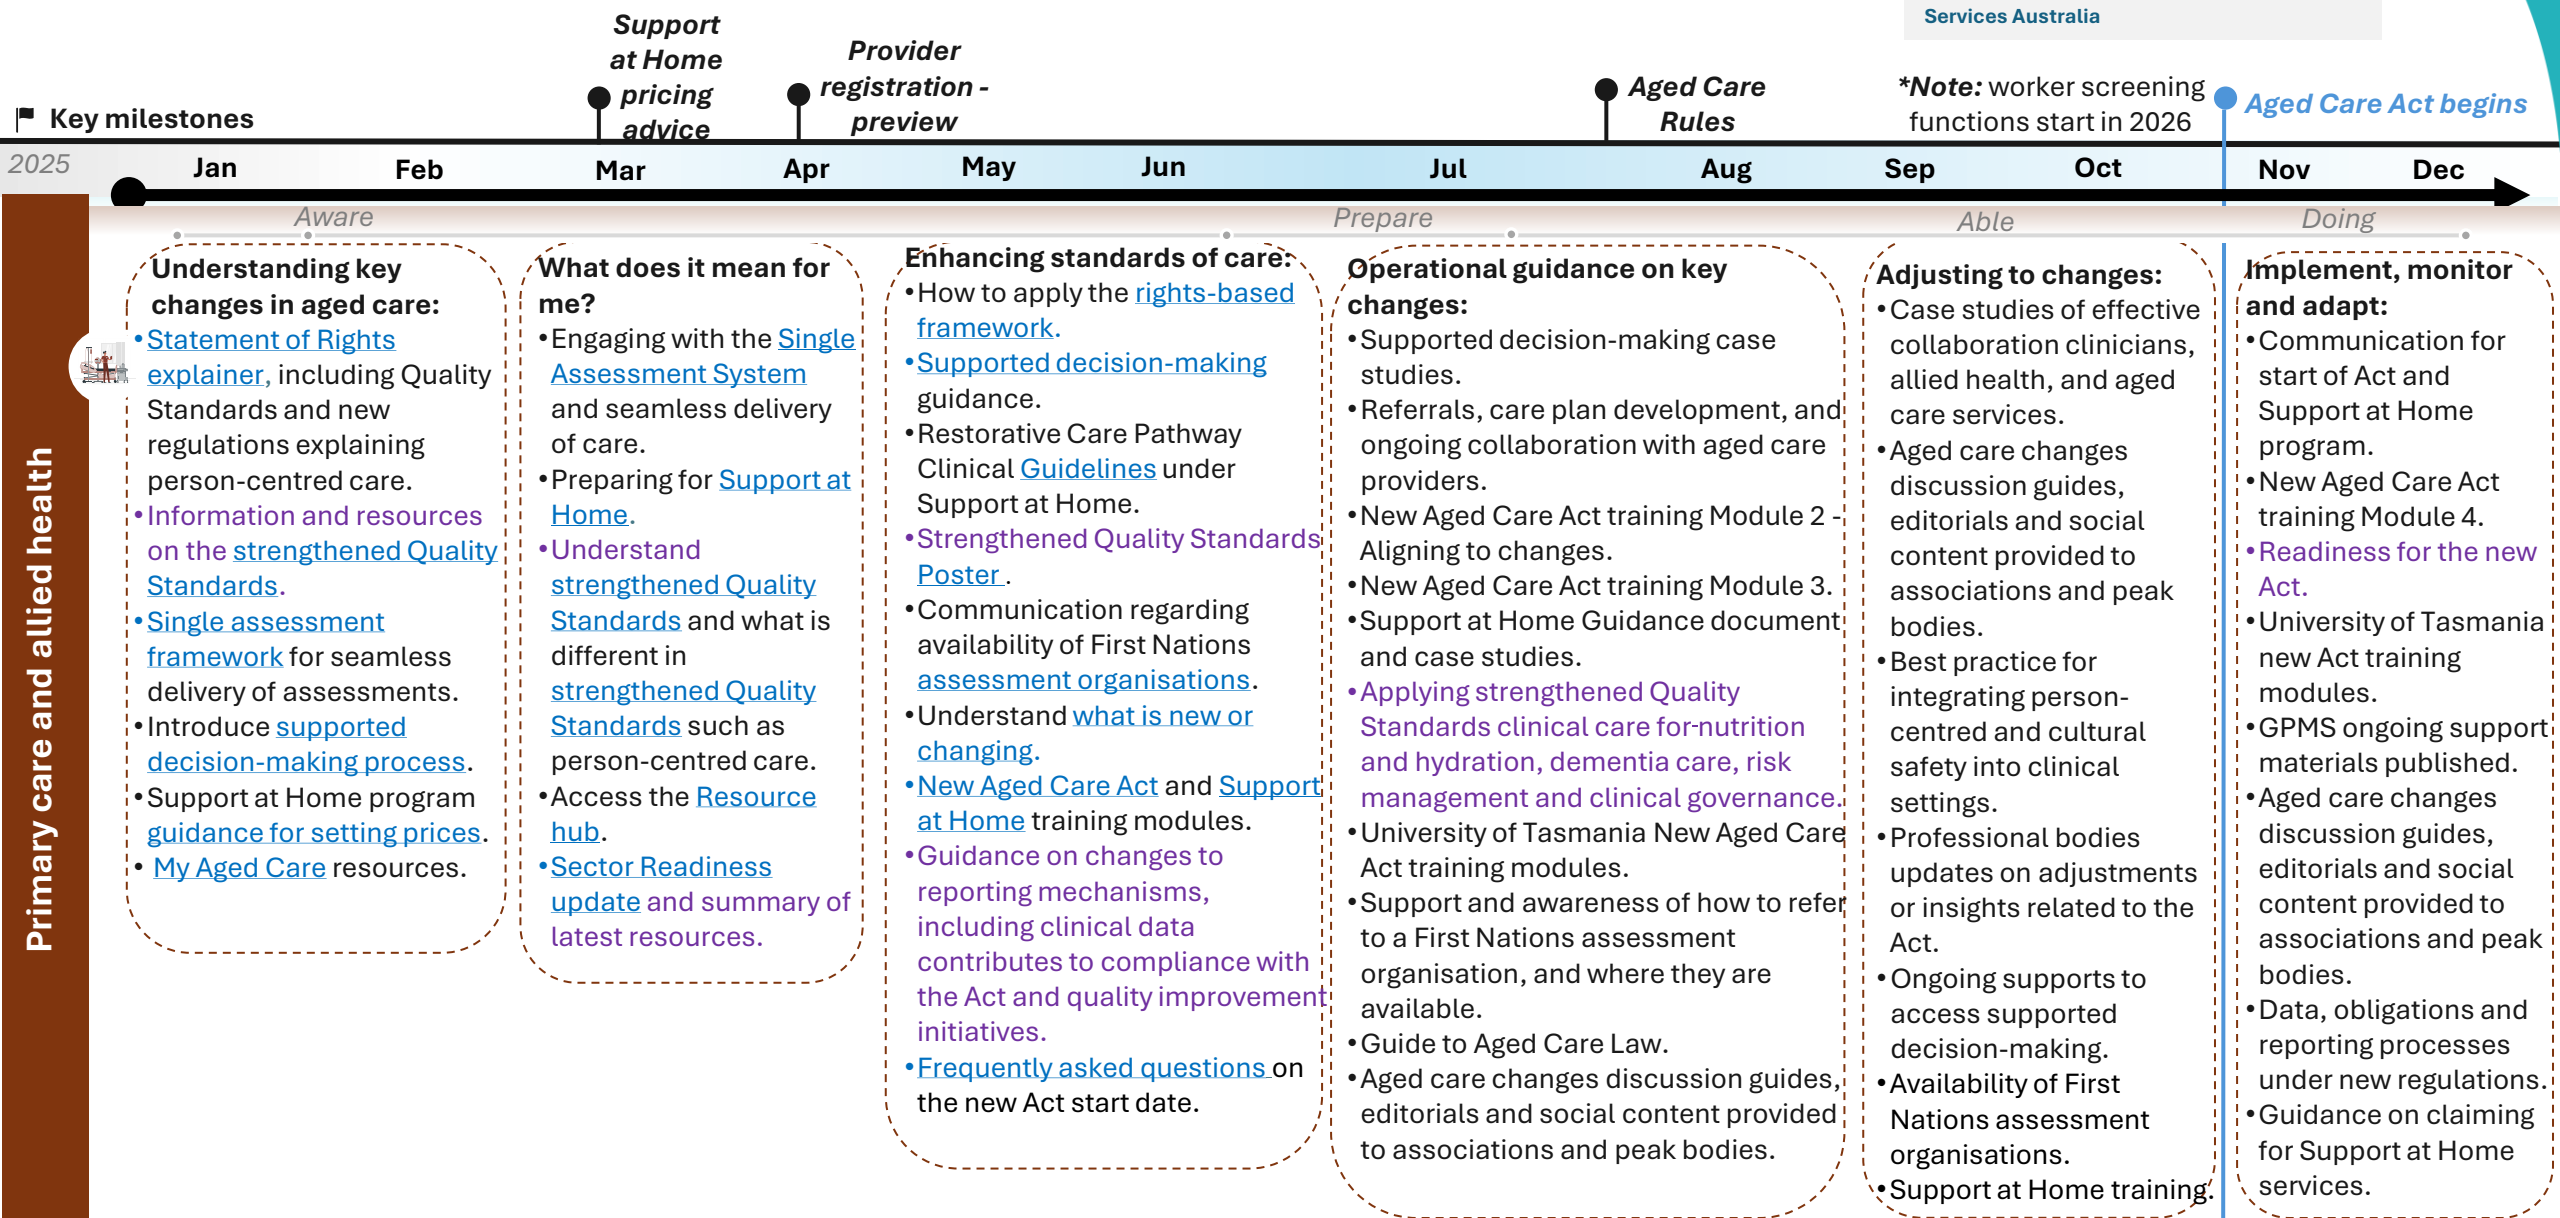 Services Australia
Support
at Home
pricing
advice
Provider
registration -
preview
Aged Care
Rules
*Note: worker screening
functions start in 2026
Aged Care Act begins
Key milestones
2025
Jan
Feb
Mar
Apr
May
Jun
Jul
Aug
Sep
Oct
Nov
Dec
Aware
Prepare
Able
Doing
Primary care and allied health
Understanding key
changes in aged care:
•Statement of Rights
explainer, including Quality
Standards and new
regulations explaining
person-centred care.
•Information and resources
on the strengthened Quality
Standards.
•Single assessment
framework for seamless
delivery of assessments.
•Introduce supported
decision-making process.
•Support at Home program
guidance for setting prices.
• My Aged Care resources.
What does it mean for
me?
•Engaging with the Single
Assessment System
and seamless delivery
of care.
•Preparing for Support at
Home.
•Understand
strengthened Quality
Standards and what is
different in
strengthened Quality
Standards such as
person-centred care.
•Access the Resource
hub.
•Sector Readiness
update and summary of
latest resources.
Enhancing standards of care:
•How to apply the rights-based
framework.
•Supported decision-making
guidance.
•Restorative Care Pathway
Clinical Guidelines under
Support at Home.
•Strengthened Quality Standards
Poster .
•Communication regarding
availability of First Nations
assessment organisations.
•Understand what is new or
changing.
•New Aged Care Act and Support
at Home training modules.
•Guidance on changes to
reporting mechanisms,
including clinical data
contributes to compliance with
the Act and quality improvement
initiatives.
•Frequently asked questions on
the new Act start date.
Operational guidance on key
changes:
•Supported decision-making case
studies.
•Referrals, care plan development, and
ongoing collaboration with aged care
providers.
•New Aged Care Act training Module 2 -
Aligning to changes.
•New Aged Care Act training Module 3.
•Support at Home Guidance document
and case studies.
•Applying strengthened Quality
Standards clinical care for-nutrition
and hydration, dementia care, risk
management and clinical governance.
•University of Tasmania New Aged Care
Act training modules.
•Support and awareness of how to refer
to a First Nations assessment
organisation, and where they are
available.
•Guide to Aged Care Law.
•Aged care changes discussion guides,
editorials and social content provided
to associations and peak bodies.
Adjusting to changes:
•Case studies of effective
collaboration clinicians,
allied health, and aged
care services.
•Aged care changes
discussion guides,
editorials and social
content provided to
associations and peak
bodies.
•Best practice for
integrating person-
centred and cultural
safety into clinical
settings.
•Professional bodies
updates on adjustments
or insights related to the
Act.
•Ongoing supports to
access supported
decision-making.
•Availability of First
Nations assessment
organisations.
•Support at Home training.
Implement, monitor
and adapt:
•Communication for
start of Act and
Support at Home
program.
•New Aged Care Act
training Module 4.
•Readiness for the new
Act.
•University of Tasmania
new Act training
modules.
•GPMS ongoing support
materials published.
•Aged care changes
discussion guides,
editorials and social
content provided to
associations and peak
bodies.
•Data, obligations and
reporting processes
under new regulations.
•Guidance on claiming
for Support at Home
services.